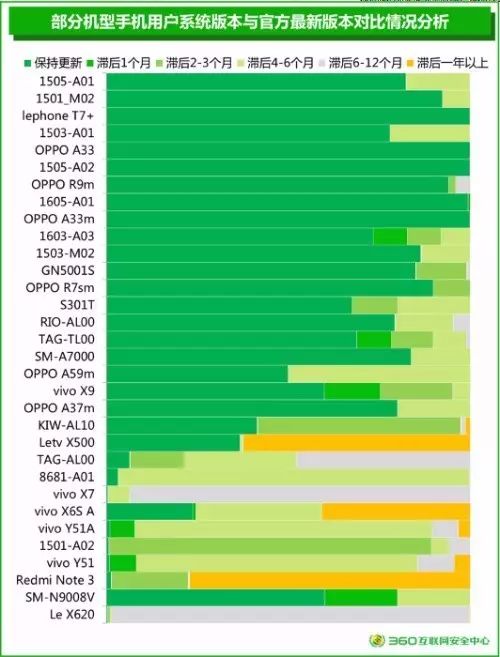 部分机型手机用户系统版本与官方最新版本对比情况分析
保持更新 滞后1个月 滞后2-3个月 滞后4-6个月 滞后6-12个月 滞后一年以上
1505-A01
1501_M02
lephone T7+
1503-A01
OPPO A33
1505-A02
OPPO R9m
1605-A01
OPPO A33m
1603-A03
1503-M02
GN5001S
OPPO R7sm
S301T
RIO-AL00
TAG-TL00
SM-A7000
OPPO A59m
vivo X9
OPPO A37m
KIW-AL10
Letv X500
TAG-AL00
8681-A01
vivo X7
vivo X6S A
vivo Y51A
1501-A02
vivo Y51
Redmi Note 3
SM-N9008V
Le X620
360互联网安全中心